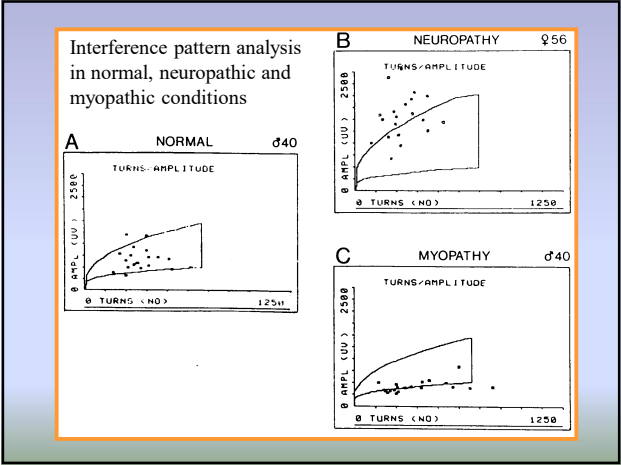 Interference pattern analysis
in normal, neuropathic and
myopathic conditions
A NORMAL ♂40
TURNS/AMPLITUDE
2500
AMPL (UV)
0
0 TURNS (NO) 1250
B NEUROPATHY ♀56
TURNS/AMPLITUDE
2500
AMPL (UV)
0
0 TURNS (NO) 1250
C MYOPATHY ♂40
TURNS/AMPLITUDE
2500
AMPL (UV)
0
0 TURNS (NO) 1250